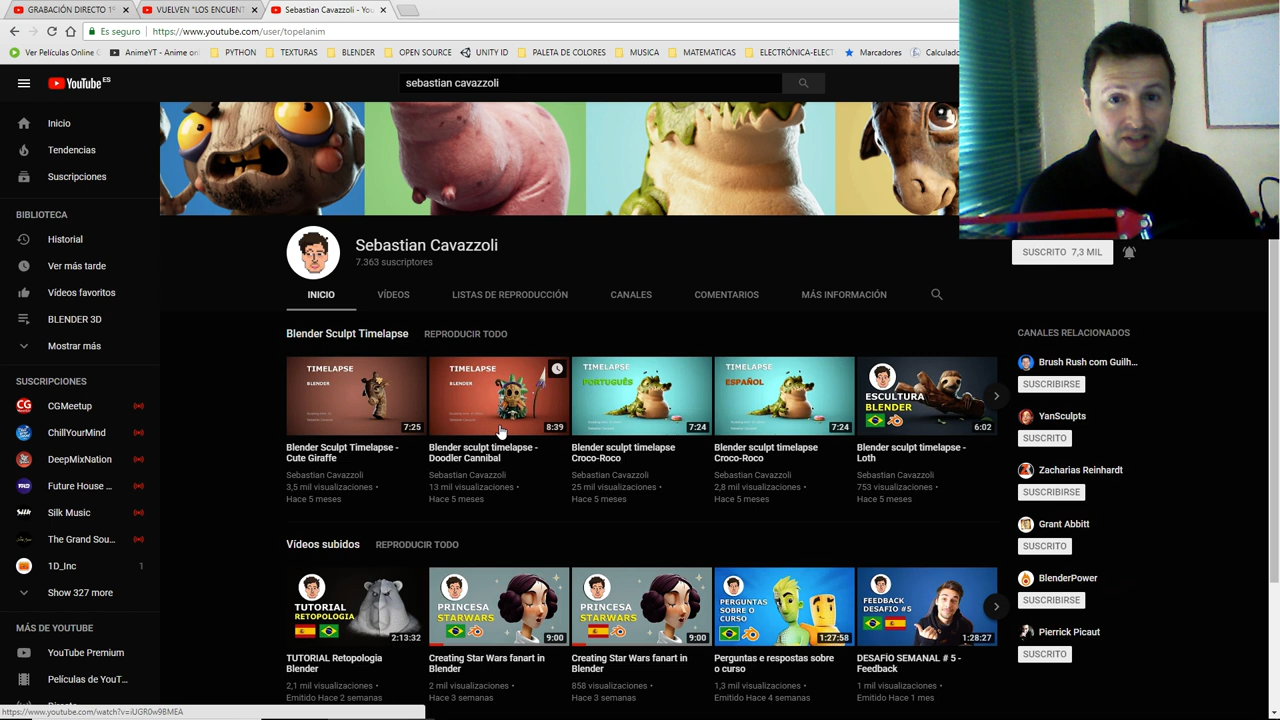 GRABACIÓN DIRECTO 1ª
VUELVEN "LOS ENCUENT
Sebastian Cavazzoli - You
Es seguro
https://www.youtube.com/user/topelanim
Ver Películas Online
AnimeYT - Anime on
PYTHON
TEXTURAS
BLENDER
OPEN SOURCE
UNITY ID
PALETA DE COLORES
MUSICA
MATEMATICAS
ELECTRÓNICA-ELECT
Marcadores
Calculado
YouTube ES
sebastian cavazzoli
Inicio
Tendencias
Suscripciones
BIBLIOTECA
Historial
Ver más tarde
Vídeos favoritos
BLENDER 3D
Mostrar más
SUSCRIPCIONES
CGMeetup
ChillYourMind
DeepMixNation
Future House ...
Silk Music
The Grand Sou...
1D_Inc
1
Show 327 more
MÁS DE YOUTUBE
YouTube Premium
Películas de YouT...
Sebastian Cavazzoli
7.363 suscriptores
SUSCRITO 7,3 MIL
INICIO
VÍDEOS
LISTAS DE REPRODUCCIÓN
CANALES
COMENTARIOS
MÁS INFORMACIÓN
Blender Sculpt Timelapse
REPRODUCIR TODO
TIMELAPSE
BLENDER
7:25
Blender Sculpt Timelapse -
Cute Giraffe
Sebastian Cavazzoli
3,5 mil visualizaciones •
Hace 5 meses
TIMELAPSE
BLENDER
8:39
Blender sculpt timelapse -
Doodler Cannibal
Sebastian Cavazzoli
13 mil visualizaciones •
Hace 5 meses
TIMELAPSE
PORTUGUÊS
7:24
Blender sculpt timelapse
Croco-Roco
Sebastian Cavazzoli
25 mil visualizaciones •
Hace 5 meses
TIMELAPSE
ESPAÑOL
7:24
Blender sculpt timelapse
Croco-Roco
Sebastian Cavazzoli
2,8 mil visualizaciones •
Hace 5 meses
ESCULTURA
BLENDER
6:02
Blender sculpt timelapse -
Loth
Sebastian Cavazzoli
753 visualizaciones •
Hace 5 meses
Vídeos subidos
REPRODUCIR TODO
TUTORIAL
RETOPOLOGIA
2:13:32
TUTORIAL Retopologia
Blender
2,1 mil visualizaciones •
Emitido Hace 2 semanas
PRINCESA
STARWARS
9:00
Creating Star Wars fanart in
Blender
2 mil visualizaciones •
Hace 3 semanas
PRINCESA
STARWARS
9:00
Creating Star Wars fanart in
Blender
858 visualizaciones •
Hace 3 semanas
PERGUNTAS
SOBRE O
CURSO
1:27:58
Perguntas e respostas sobre
o curso
1,3 mil visualizaciones •
Emitido Hace 4 semanas
FEEDBACK
DESAFIO #5
1:28:27
DESAFÍO SEMANAL # 5 -
Feedback
1 mil visualizaciones •
Emitido Hace 1 mes
CANALES RELACIONADOS
Brush Rush com Guilh...
SUSCRIBIRSE
YanSculpts
SUSCRITO
Zacharias Reinhardt
SUSCRIBIRSE
Grant Abbitt
SUSCRITO
BlenderPower
SUSCRIBIRSE
Pierrick Picaut
SUSCRITO
https://www.youtube.com/watch?v=iUGR0w9BMEA